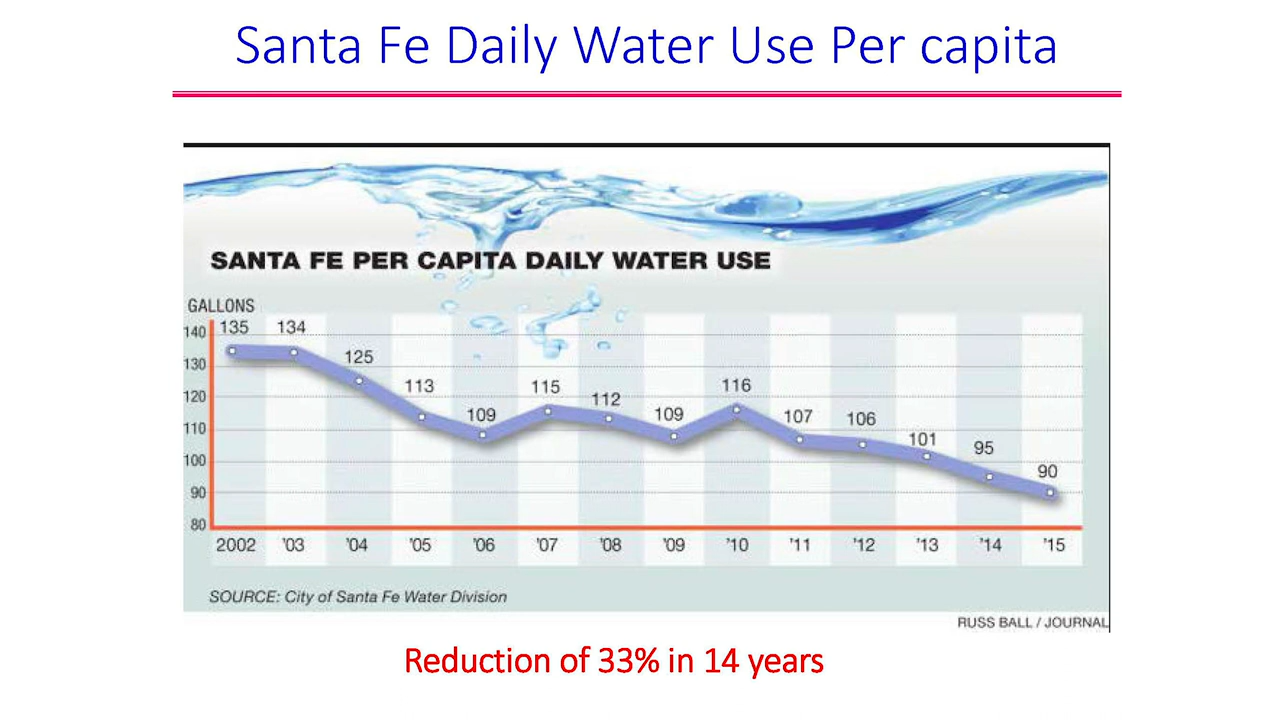 Santa Fe Daily Water Use Per capita
SANTA FE PER CAPITA DAILY WATER USE
GALLONS
140
130
120
110
100
90
80
135 134 125 113 109 115 112 109 116 107 106 101 95 90
2002 '03 '04 '05 '06 '07 '08 '09 '10 '11 '12 '13 '14 '15
SOURCE: City of Santa Fe Water Division
RUSS BALL / JOURNAL
Reduction of 33% in 14 years